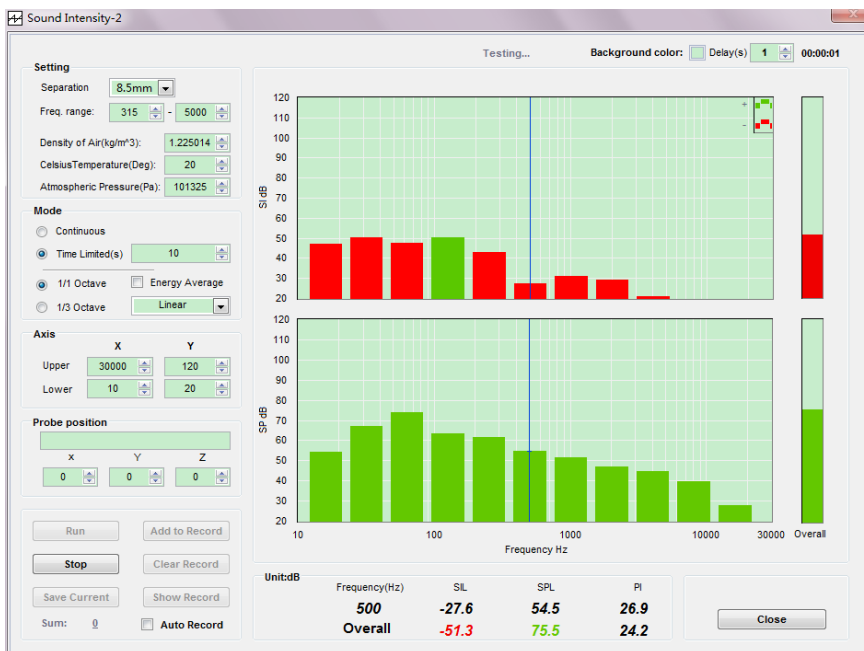 Sound Intensity-2
Testing... Background color: Delay(s) 1 00:00:01
Setting
Separation 8.5mm
Freq. range: 315 - 5000
Density of Air(kg/m^3): 1.225014
CelsiusTemperature(Deg): 20
Atmospheric Pressure(Pa): 101325
Mode
Continuous
Time Limited(s) 10
1/1 Octave Energy Average
1/3 Octave Linear
Axis
X Y
Upper 30000 120
Lower 10 20
Probe position
x Y Z
0 0 0
Run Add to Record
Stop Clear Record
Save Current Show Record
Sum: 0 Auto Record
SI dB
120
110
100
90
80
70
60
50
40
30
20
+
-
SP dB
120
110
100
90
80
70
60
50
40
30
20
10 100 1000 10000 30000 Overall
Frequency Hz
Unit:dB
Frequency(Hz) SIL SPL PI
500 -27.6 54.5 26.9
Overall -51.3 75.5 24.2
Close